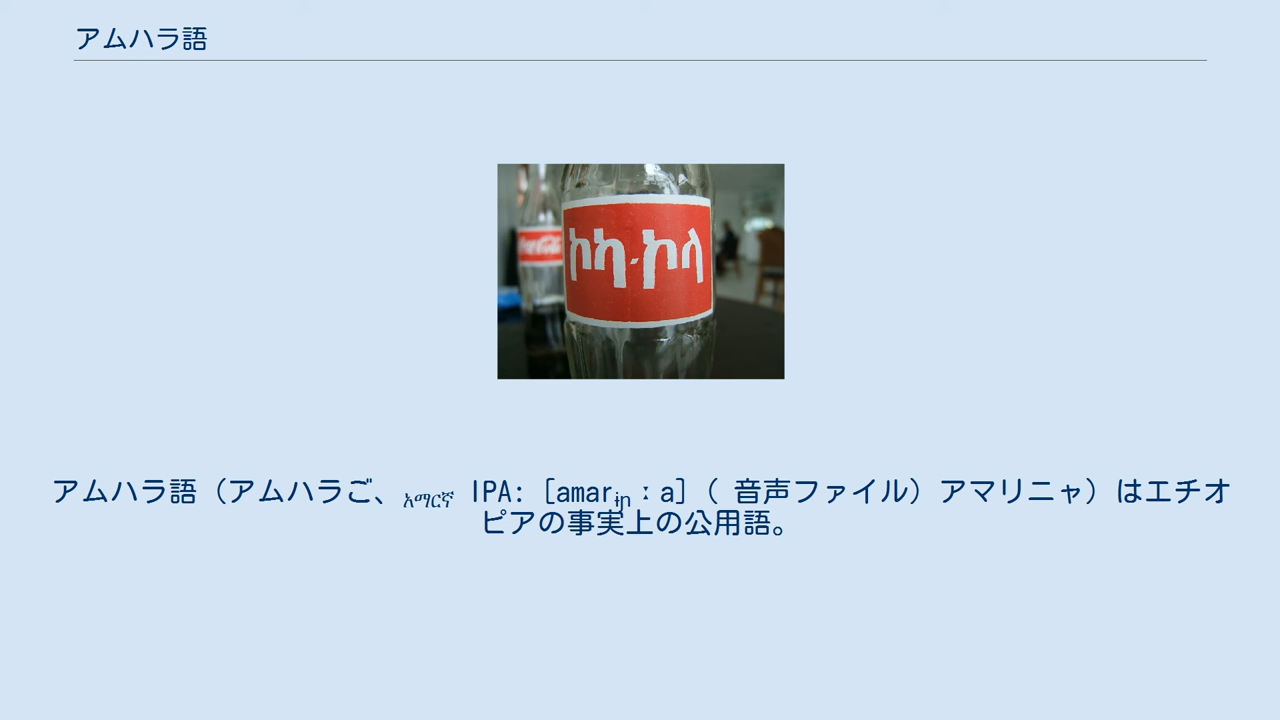 アムハラ語
Coca-Cola
ኮካ-ኮላ
アムハラ語（アムハラご、አማርኛ IPA: [amarɨɲːa]（ 音声ファイル）アマリニャ）はエチオ
ピアの事実上の公用語。